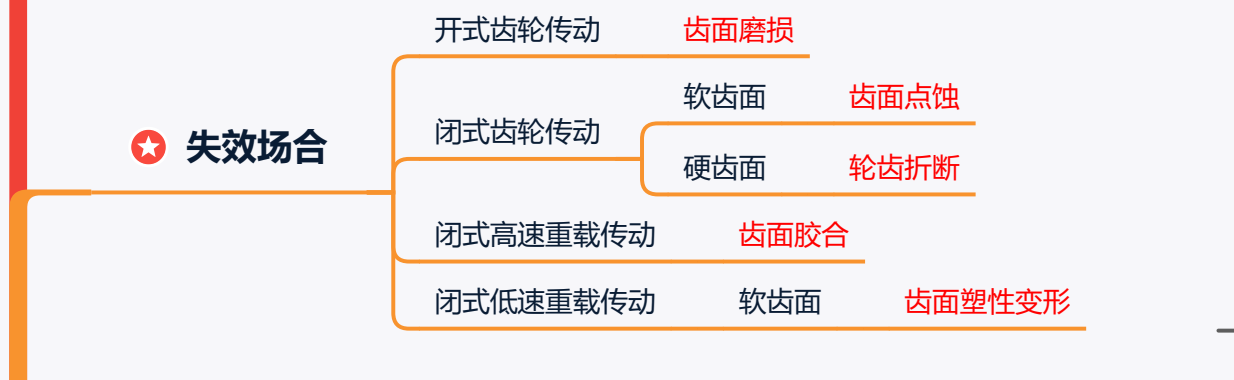 失效场合
开式齿轮传动 齿面磨损
闭式齿轮传动
软齿面 齿面点蚀
硬齿面 轮齿折断
闭式高速重载传动 齿面胶合
闭式低速重载传动 软齿面 齿面塑性变形